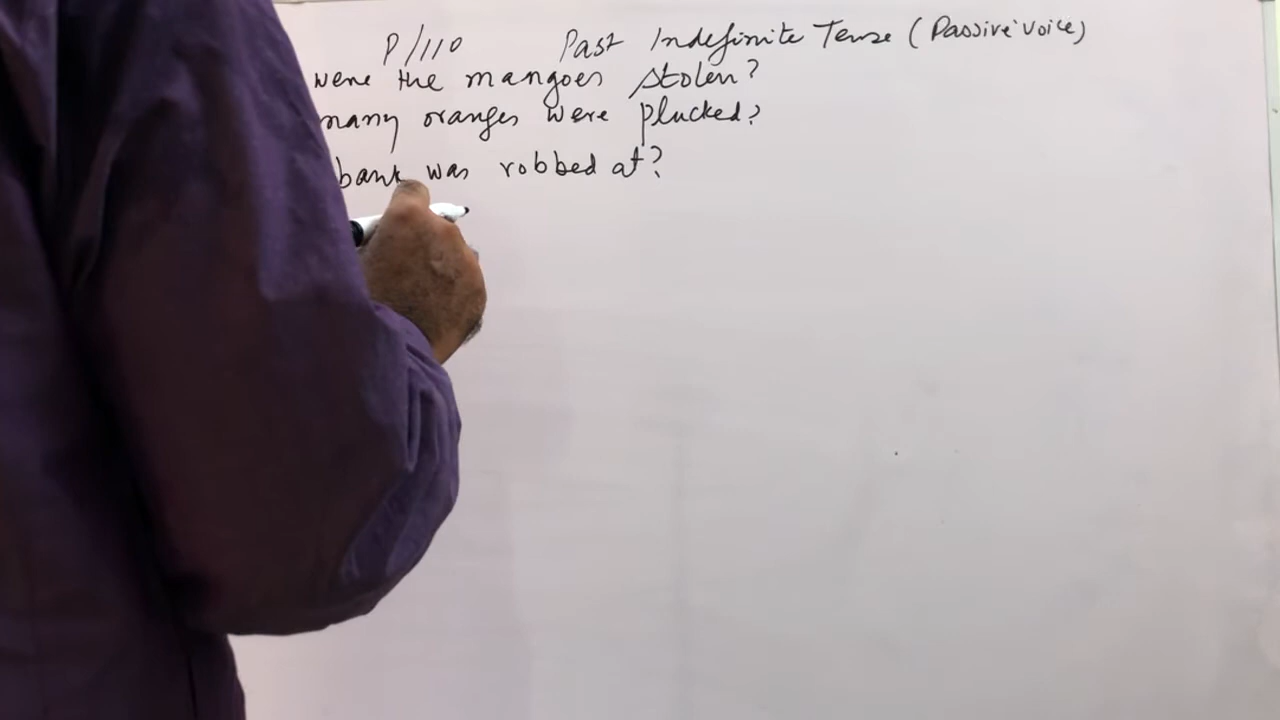 P/110 Past Indefinite Tense (Passive voice)
were the mangoes stolen?
many oranges were plucked?
bank was robbed at?